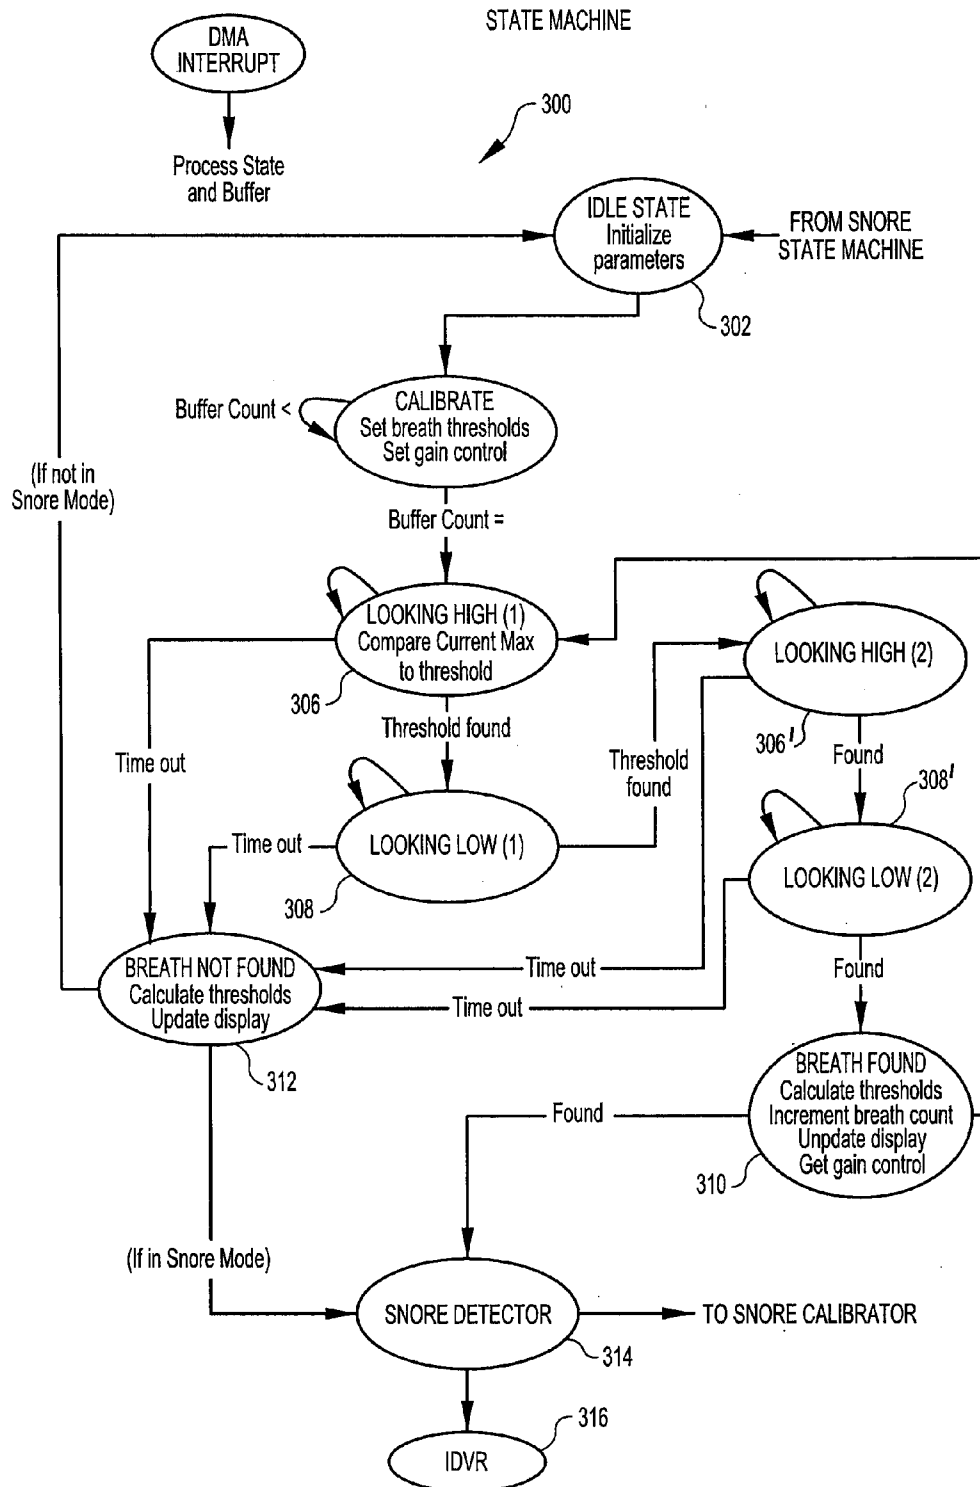 STATE MACHINE
DMA
INTERRUPT
300
Process State
and Buffer
IDLE STATE
Initialize
parameters
FROM SNORE
STATE MACHINE
302
Buffer Count <
CALIBRATE
Set breath thresholds
Set gain control
(If not in
Snore Mode)
Buffer Count =
LOOKING HIGH (1)
Compare Current Max
to threshold
306
LOOKING HIGH (2)
306'
Threshold found
Time out
Threshold
found
Found
308'
Time out
LOOKING LOW (1)
308
LOOKING LOW (2)
BREATH NOT FOUND
Calculate thresholds
Update display
312
Time out
Time out
Found
BREATH FOUND
Calculate thresholds
Increment breath count
Unpdate display
Get gain control
310
Found
(If in Snore Mode)
SNORE DETECTOR
314
TO SNORE CALIBRATOR
316
IDVR